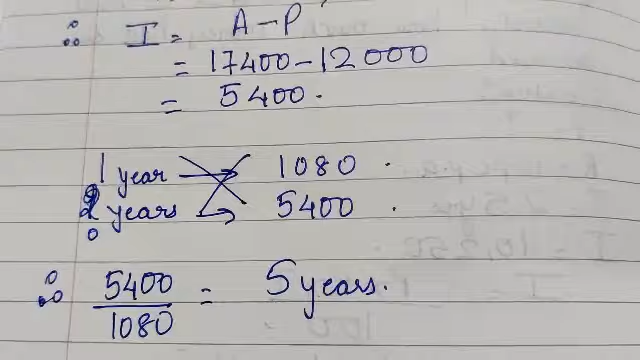 ∴ I = A - P
= 17400 - 12000
= 5400.
1 year → 1080.
years → 5400.
∴ 5400/1080 = 5 years.